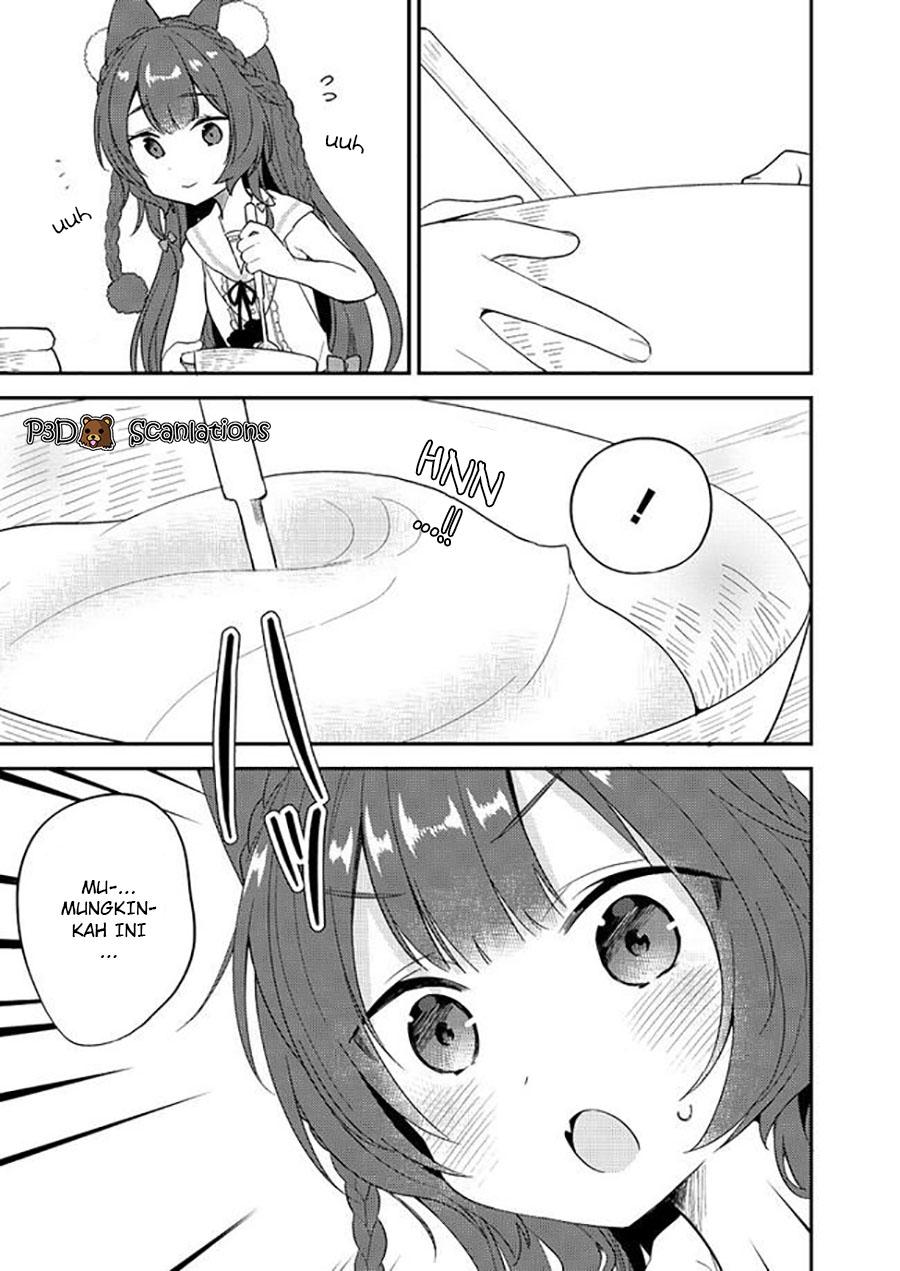 uuh
uuh
P3D Scanlations
!
HNN
...!!
MU-...
MUNGKIN-
KAH INI
...